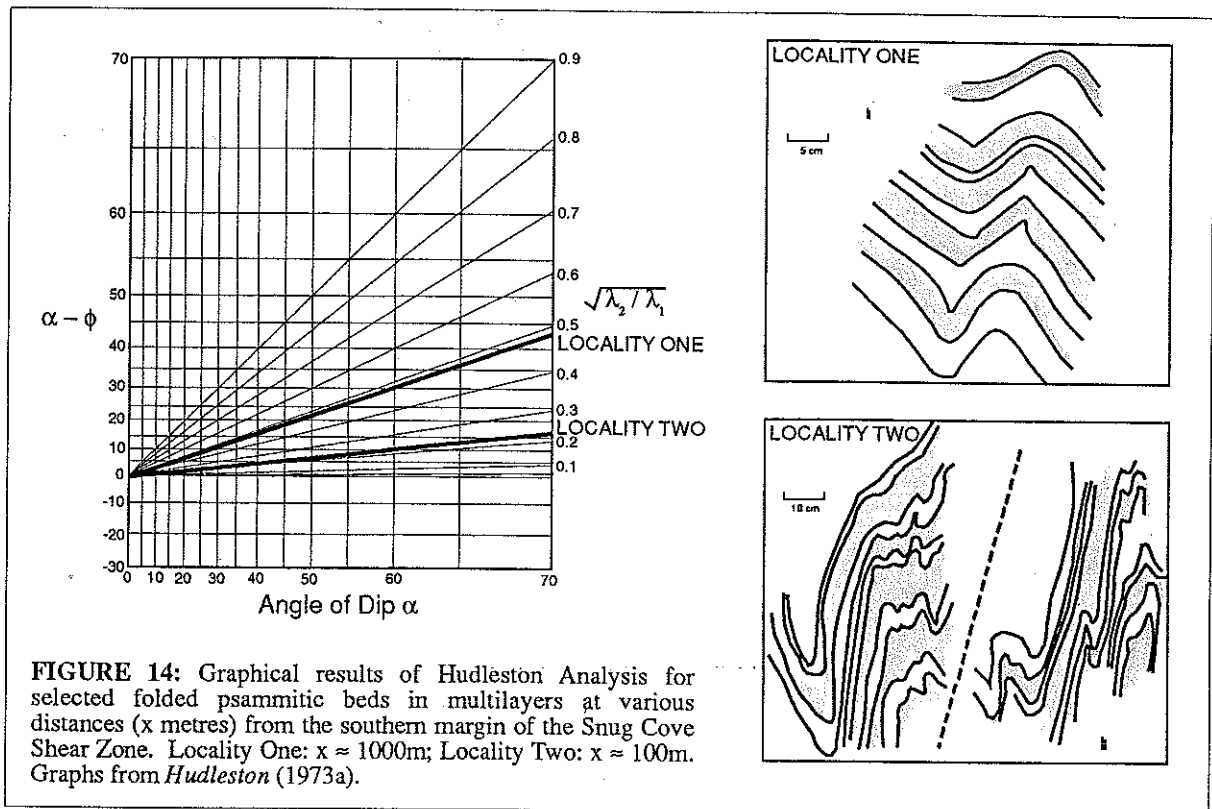 70
60
50
40
30
20
10
0
-10
-20
-30
α – ϕ
0 10 20 30 40 50 60 70
Angle of Dip α
0.9
0.8
0.7
0.6
√λ₂ / λ₁
0.5
LOCALITY ONE
0.4
0.3
LOCALITY TWO
0.2
0.1
LOCALITY ONE
5 cm
LOCALITY TWO
10 cm
FIGURE 14: Graphical results of Hudleston Analysis for
selected folded psammitic beds in multilayers at various
distances (x metres) from the southern margin of the Snug Cove
Shear Zone. Locality One: x ≈ 1000m; Locality Two: x ≈ 100m.
Graphs from Hudleston (1973a).